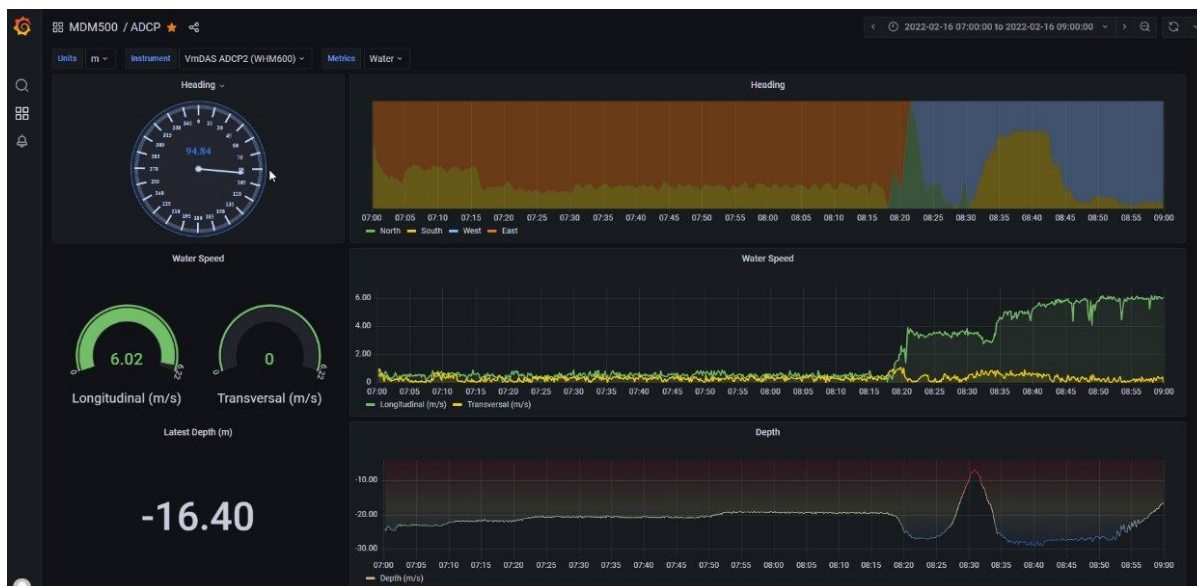 MDM500 / ADCP
2022-02-16 07:00:00 to 2022-02-16 09:00:00
Units m Instrument VmDAS ADCP2 (WHM600) Metrics Water
Heading
94.84
Heading
07:00 07:05 07:10 07:15 07:20 07:25 07:30 07:35 07:40 07:45 07:50 07:55 08:00 08:05 08:10 08:15 08:20 08:25 08:30 08:35 08:40 08:45 08:50 08:55 09:00
North South West East
Water Speed
0 6.02 6.22
0 0 6.22
Longitudinal (m/s) Transversal (m/s)
Water Speed
6.00
4.00
2.00
0
07:00 07:05 07:10 07:15 07:20 07:25 07:30 07:35 07:40 07:45 07:50 07:55 08:00 08:05 08:10 08:15 08:20 08:25 08:30 08:35 08:40 08:45 08:50 08:55 09:00
Longitudinal (m/s) Transversal (m/s)
Latest Depth (m)
-16.40
Depth
-10.00
-20.00
-30.00
07:00 07:05 07:10 07:15 07:20 07:25 07:30 07:35 07:40 07:45 07:50 07:55 08:00 08:05 08:10 08:15 08:20 08:25 08:30 08:35 08:40 08:45 08:50 08:55 09:00
Depth (m/s)